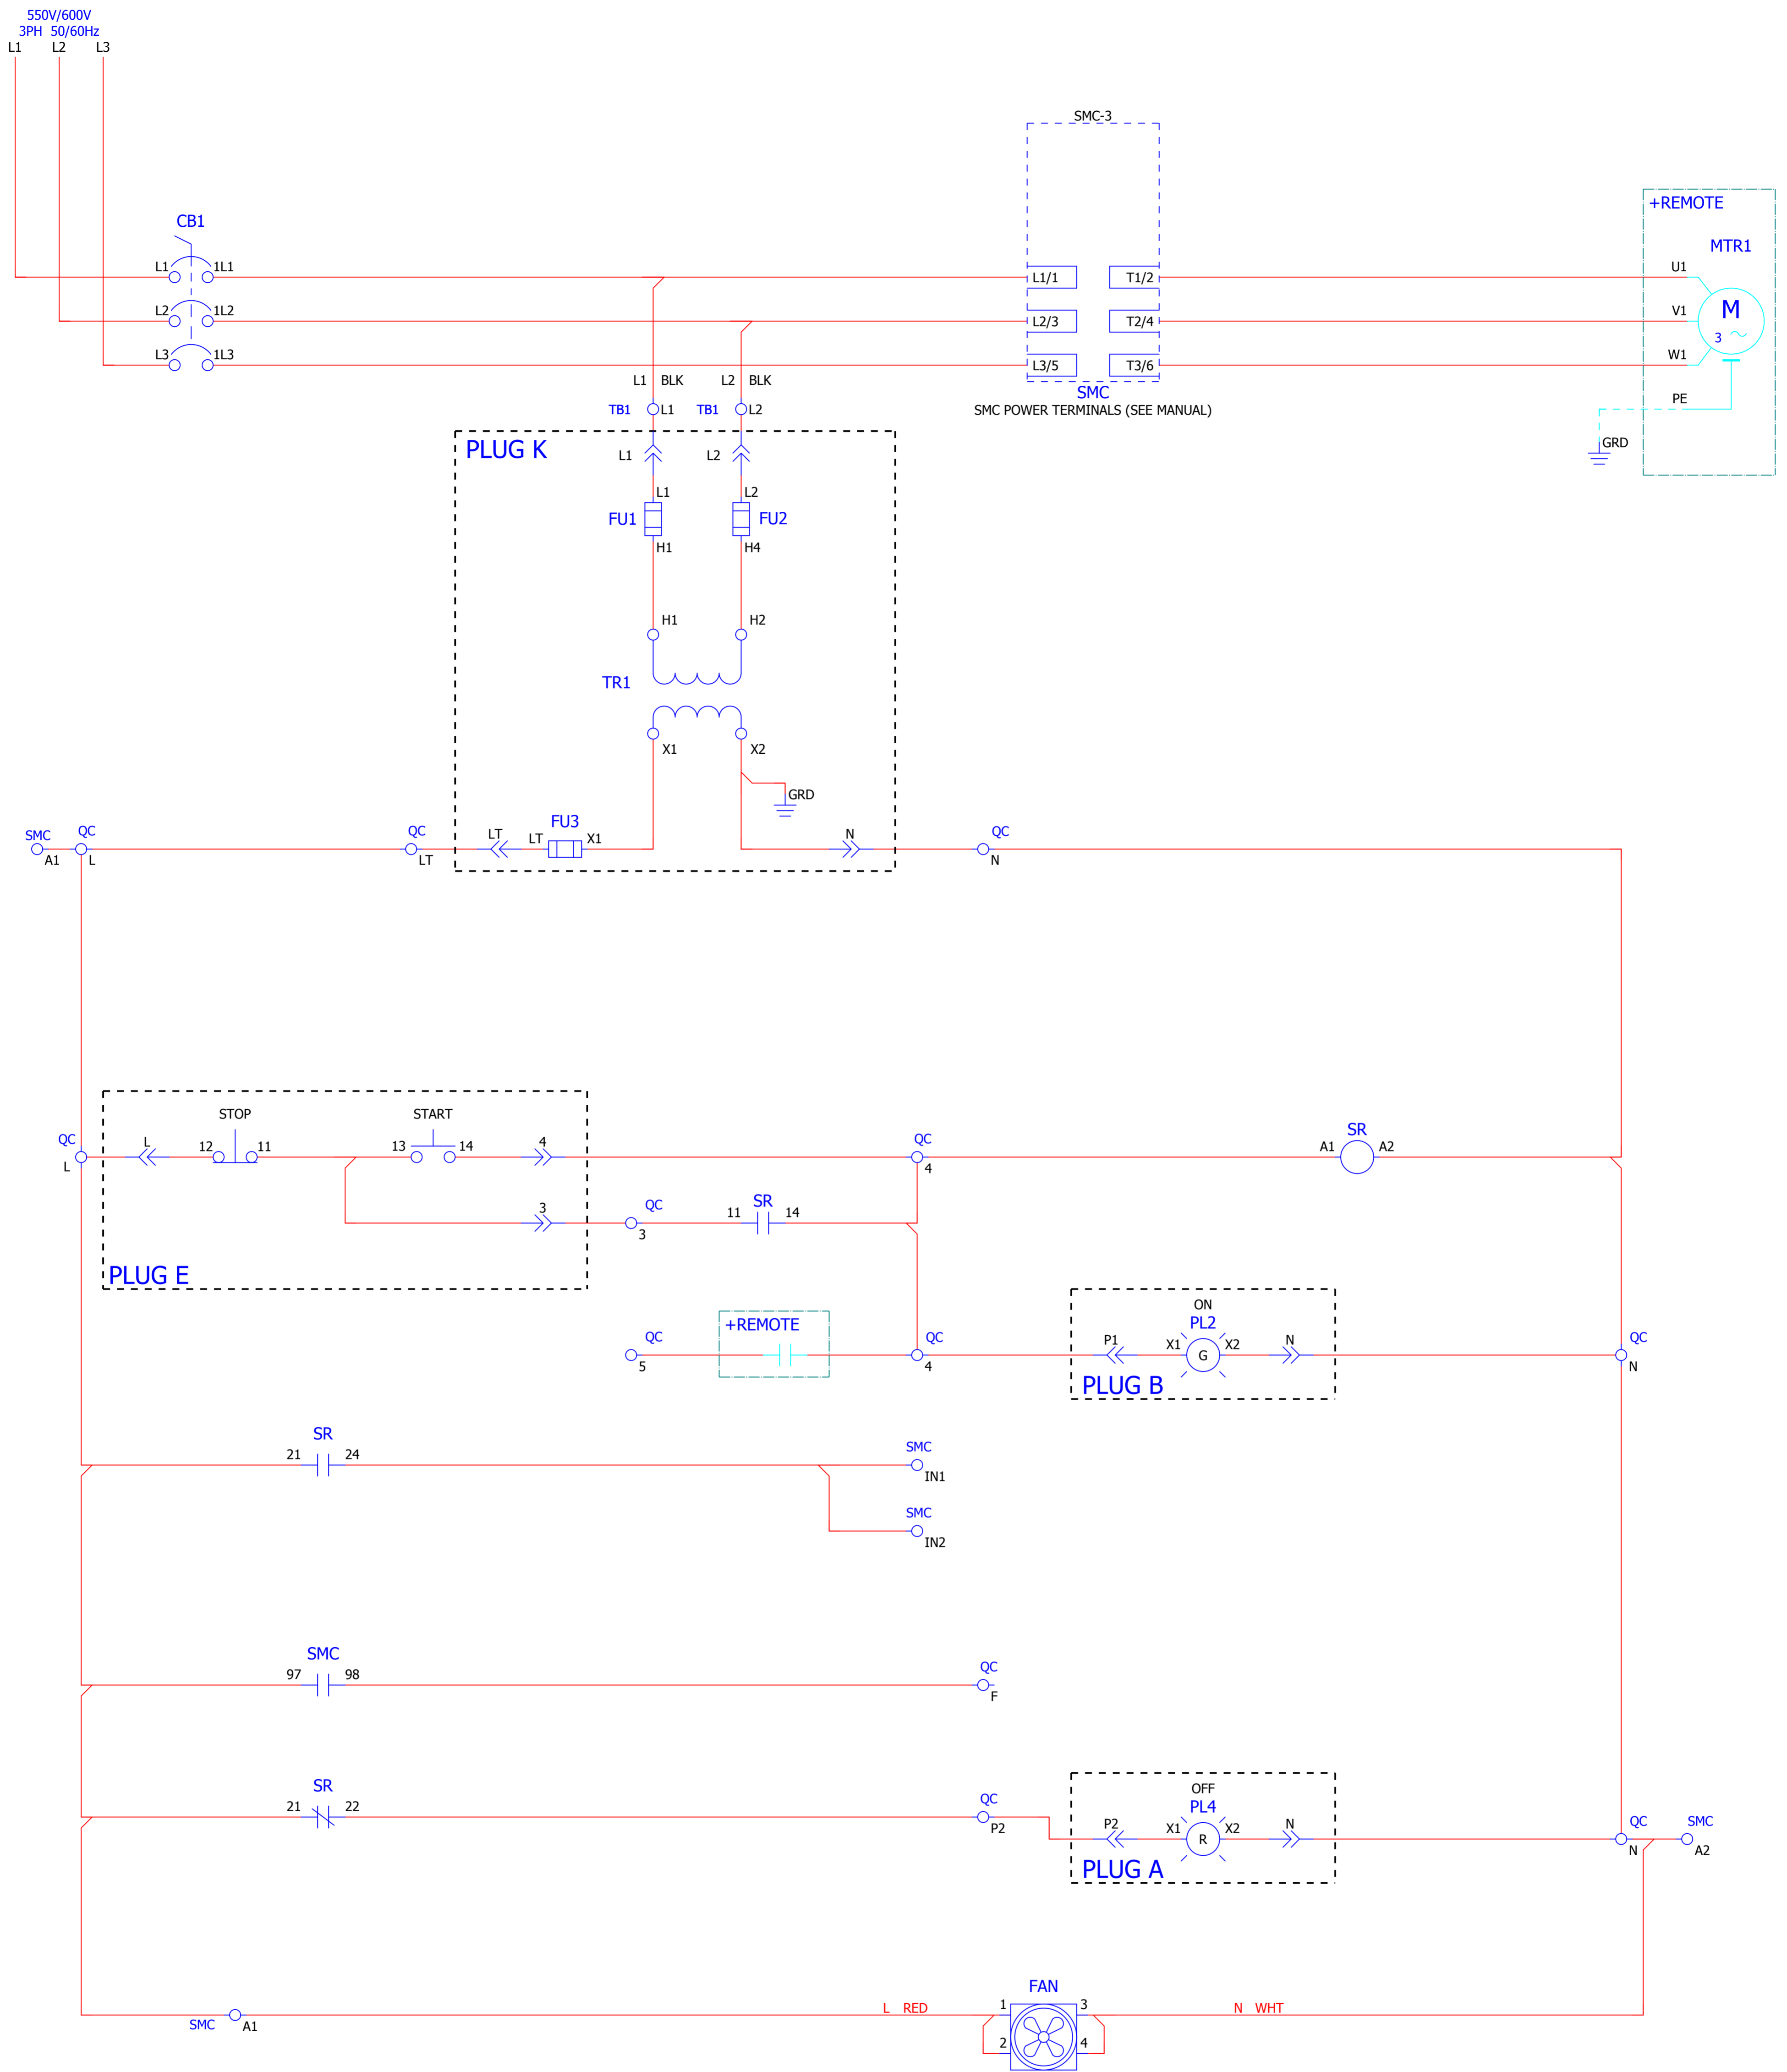 550V/600V
3PH 50/60Hz
L1 L2 L3
SMC-3
+REMOTE
CB1
MTR1
L1 1L1 L1/1 T1/2 U1
L2 1L2 L2/3 T2/4 V1
M
3
L3 1L3 L3/5 T3/6 W1
L1 BLK L2 BLK
SMC
PE
TB1 L1 TB1 L2
SMC POWER TERMINALS (SEE MANUAL)
GRD
PLUG K
L1 L2
L1 L2
FU1 FU2
H1 H4
H1 H2
TR1
X1 X2
GRD
FU3
SMC QC QC LT LT X1 N QC
A1 L LT N
STOP START
QC L 12 11 13 14 4 QC SR
A1 A2
L 4
3 QC 11 SR 14
3
PLUG E
ON
+REMOTE PL2
QC QC P1 X1 G X2 N QC
5 4 N
PLUG B
SR
21 24 SMC
IN1
SMC
IN2
SMC
97 98 QC
F
SR OFF
21 22 QC PL4
P2 P2 X1 R X2 N QC SMC
N A2
PLUG A
FAN
L RED 1 3 N WHT
SMC A1
2 4